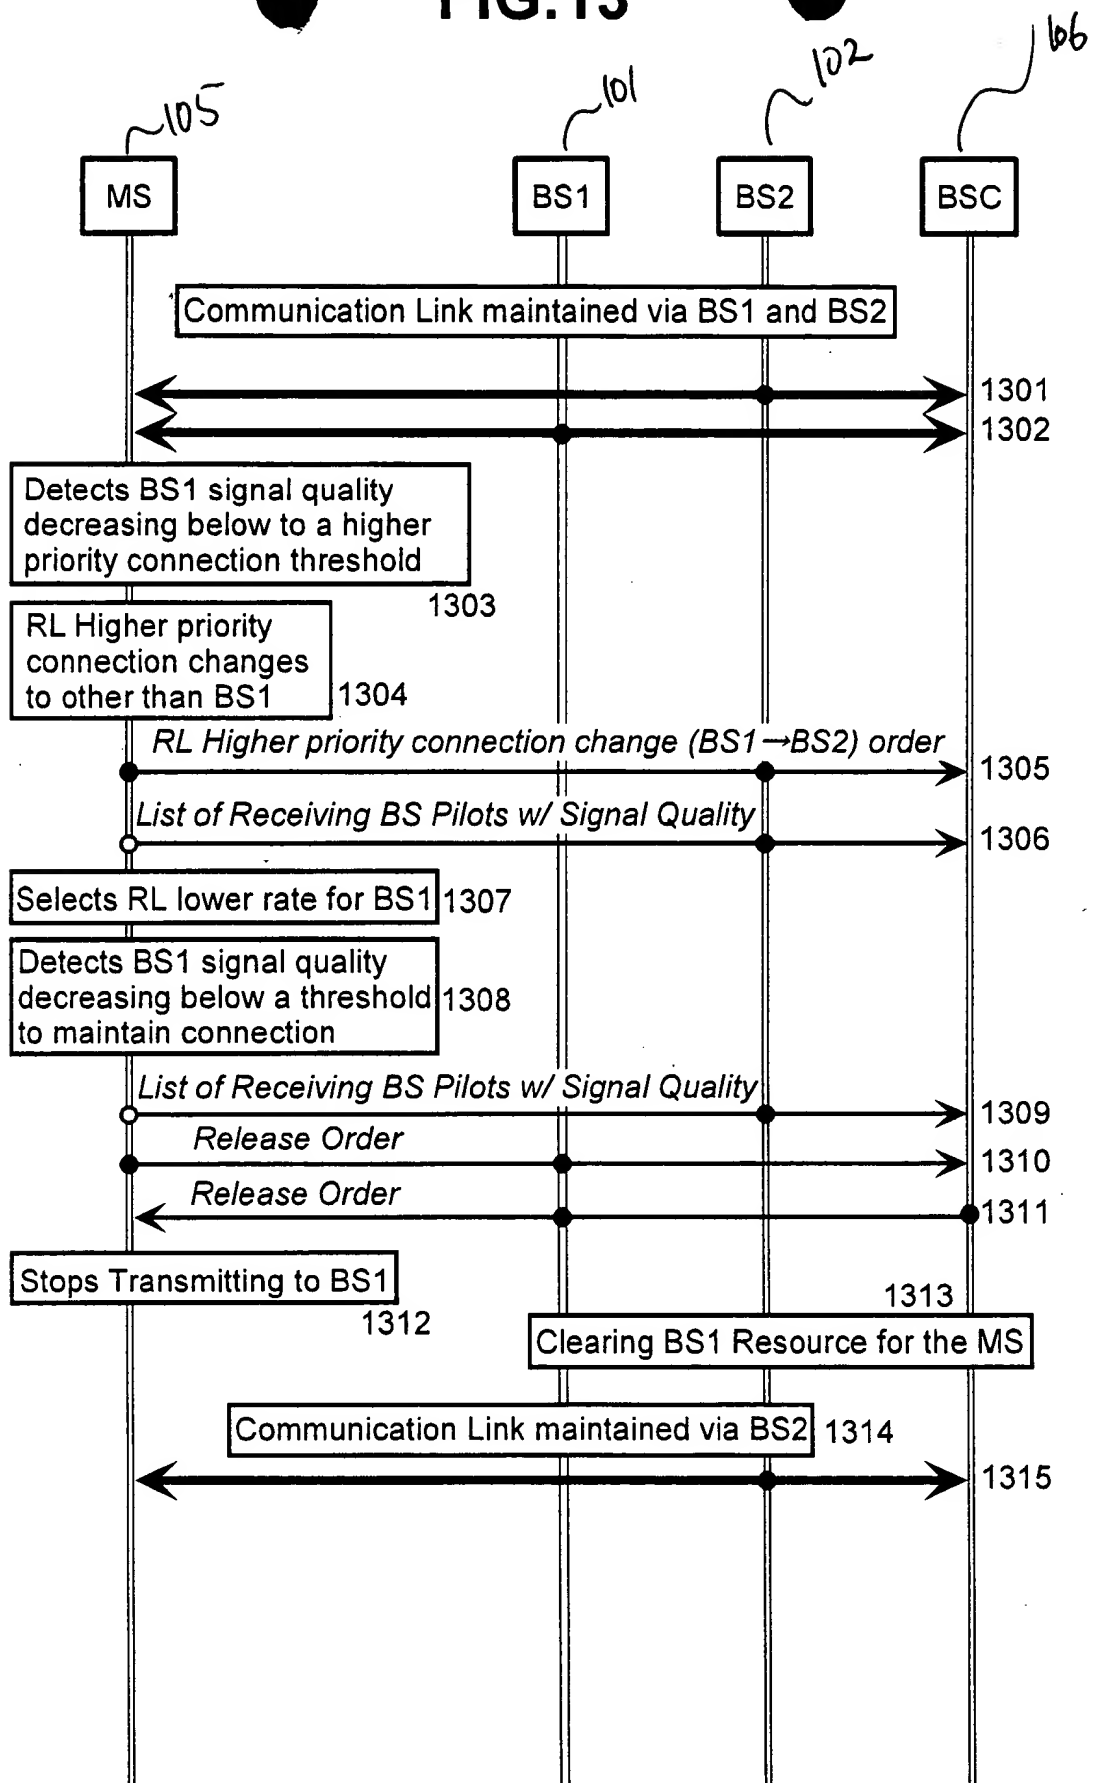 FIG. 13
105
101
102
106
MS
BS1
BS2
BSC
Communication Link maintained via BS1 and BS2
1301
1302
Detects BS1 signal quality
decreasing below to a higher
priority connection threshold
1303
RL Higher priority
connection changes
to other than BS1
1304
RL Higher priority connection change (BS1→BS2) order
1305
List of Receiving BS Pilots w/ Signal Quality
1306
Selects RL lower rate for BS1
1307
Detects BS1 signal quality
decreasing below a threshold
to maintain connection
1308
List of Receiving BS Pilots w/ Signal Quality
1309
Release Order
1310
Release Order
1311
Stops Transmitting to BS1
1312
1313
Clearing BS1 Resource for the MS
Communication Link maintained via BS2
1314
1315